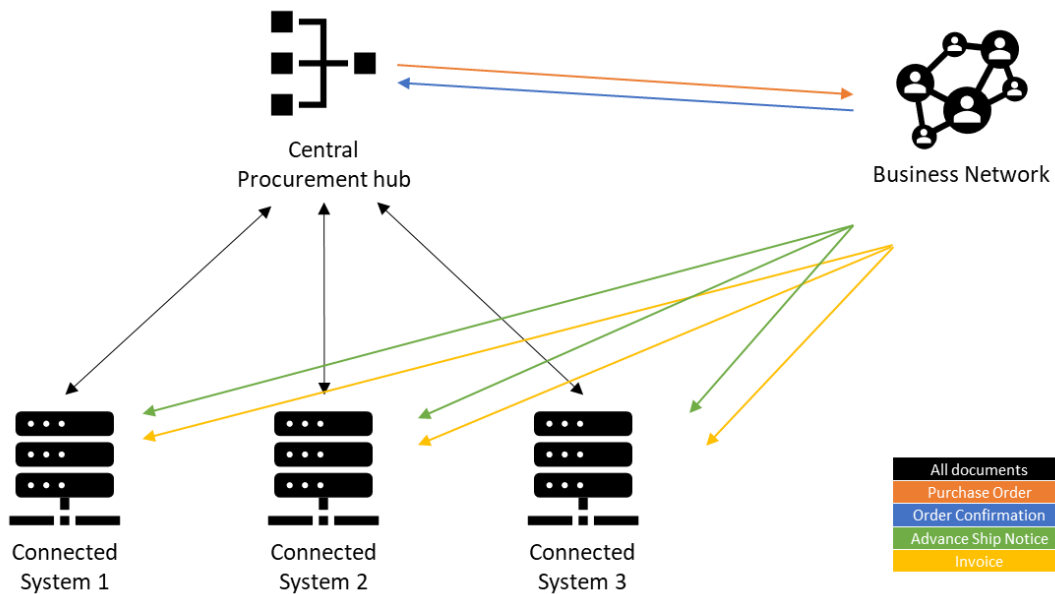 Central
Procurement hub
Business Network
Connected
System 1
Connected
System 2
Connected
System 3
All documents
Purchase Order
Order Confirmation
Advance Ship Notice
Invoice